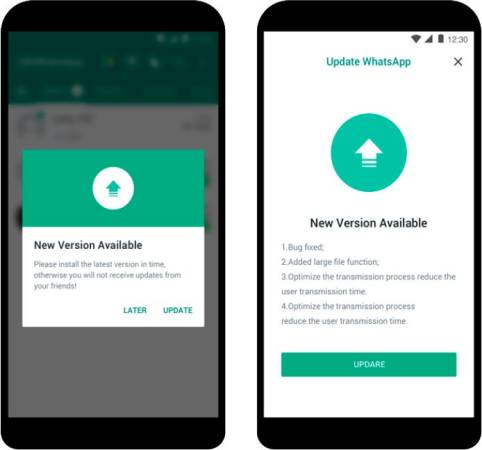 New Version Available
Please install the latest version in time,
otherwise you will not receive updates from
your friends!
LATER UPDATE
12:30
Update WhatsApp
New Version Available
1.Bug fixed;
2.Added large file function;
3.Optimize the transmission process reduce the
user transmission time.
4.Optimize the transmission process
reduce the user transmission time.
UPDARE